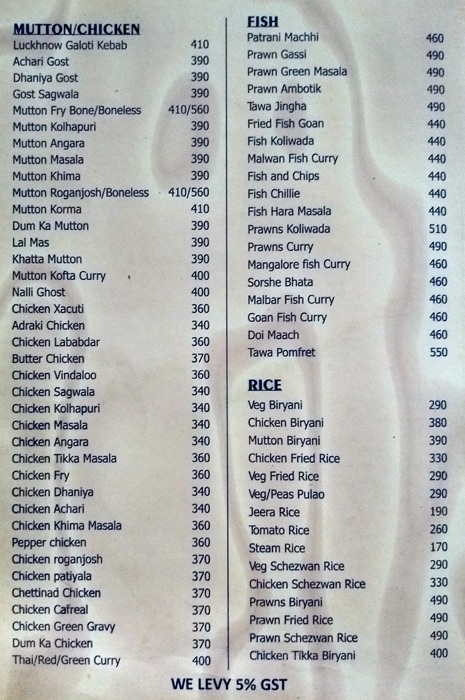 MUTTON/CHICKEN
Luckhnow Galoti Kebab 410
Achari Gost 390
Dhaniya Gost 390
Gost Sagwala 390
Mutton Fry Bone/Boneless 410/560
Mutton Kolhapuri 390
Mutton Angara 390
Mutton Masala 390
Mutton Khima 390
Mutton Roganjosh/Boneless 410/560
Mutton Korma 410
Dum Ka Mutton 390
Lal Mas 390
Khatta Mutton 390
Mutton Kofta Curry 400
Nalli Ghost 400
Chicken Xacuti 360
Adraki Chicken 340
Chicken Lababdar 360
Butter Chicken 370
Chicken Vindaloo 360
Chicken Sagwala 340
Chicken Kolhapuri 340
Chicken Masala 340
Chicken Angara 340
Chicken Tikka Masala 360
Chicken Fry 360
Chicken Dhaniya 340
Chicken Achari 340
Chicken Khima Masala 360
Pepper chicken 360
Chicken roganjosh 370
Chicken patiyala 370
Chettinad Chicken 370
Chicken Cafreal 370
Chicken Green Gravy 370
Dum Ka Chicken 370
Thai/Red/Green Curry 400
FISH
Patrani Machhi 460
Prawn Gassi 490
Prawn Green Masala 490
Prawn Ambotik 490
Tawa Jingha 490
Fried Fish Goan 440
Fish Koliwada 440
Malwan Fish Curry 440
Fish and Chips 440
Fish Chillie 440
Fish Hara Masala 440
Prawns Koliwada 510
Prawns Curry 490
Mangalore fish Curry 460
Sorshe Bhata 460
Malbar Fish Curry 460
Goan Fish Curry 460
Doi Maach 460
Tawa Pomfret 550
RICE
Veg Biryani 290
Chicken Biryani 380
Mutton Biryani 390
Chicken Fried Rice 330
Veg Fried Rice 290
Veg/Peas Pulao 290
Jeera Rice 190
Tomato Rice 260
Steam Rice 170
Veg Schezwan Rice 290
Chicken Schezwan Rice 330
Prawns Biryani 490
Prawn Fried Rice 490
Prawn Schezwan Rice 490
Chicken Tikka Biryani 400
WE LEVY 5% GST